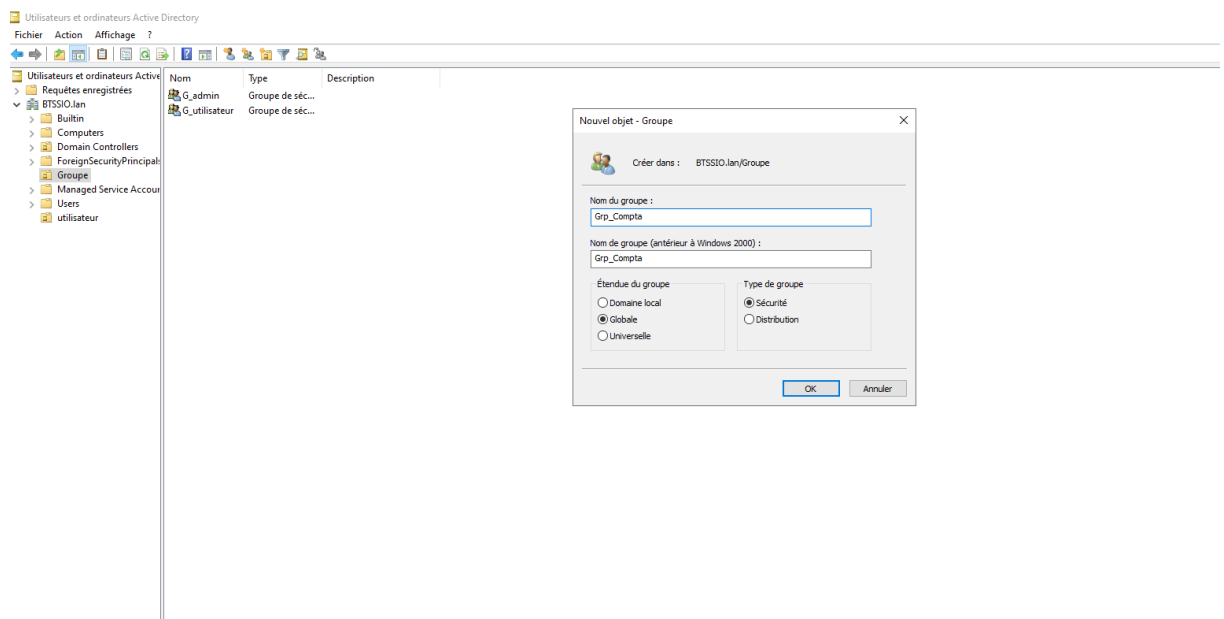 Utilisateurs et ordinateurs Active Directory
Fichier Action Affichage ?
Utilisateurs et ordinateurs Active
Requêtes enregistrées
BTSSIO.lan
Builtin
Computers
Domain Controllers
ForeignSecurityPrincipals
Groupe
Managed Service Accour
Users
utilisateur
Nom Type Description
G_admin Groupe de séc...
G_utilisateur Groupe de séc...
Nouvel objet - Groupe
Créer dans : BTSSIO.lan/Groupe
Nom du groupe :
Grp_Compta
Nom de groupe (antérieur à Windows 2000) :
Grp_Compta
Étendue du groupe
Domaine local
Globale
Universelle
Type de groupe
Sécurité
Distribution
OK Annuler